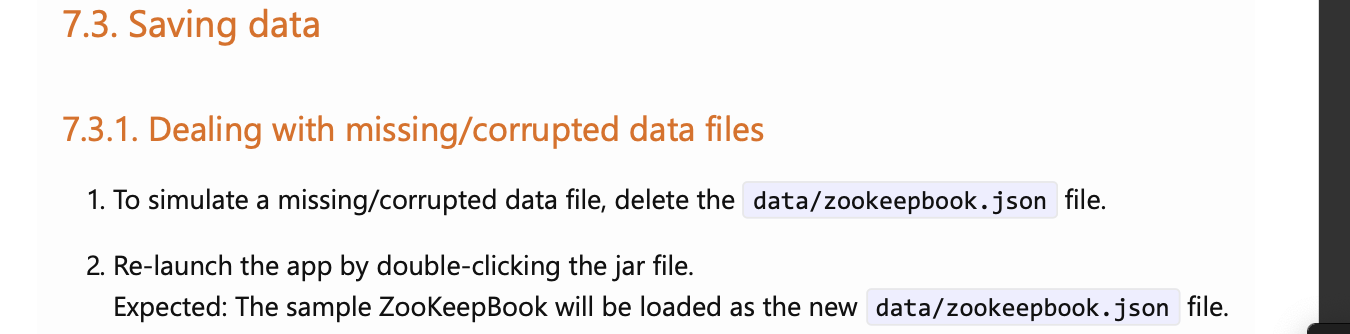 7.3. Saving data
7.3.1. Dealing with missing/corrupted data files
1. To simulate a missing/corrupted data file, delete the data/zookeepbook.json file.
2. Re-launch the app by double-clicking the jar file.
Expected: The sample ZooKeepBook will be loaded as the new data/zookeepbook.json file.